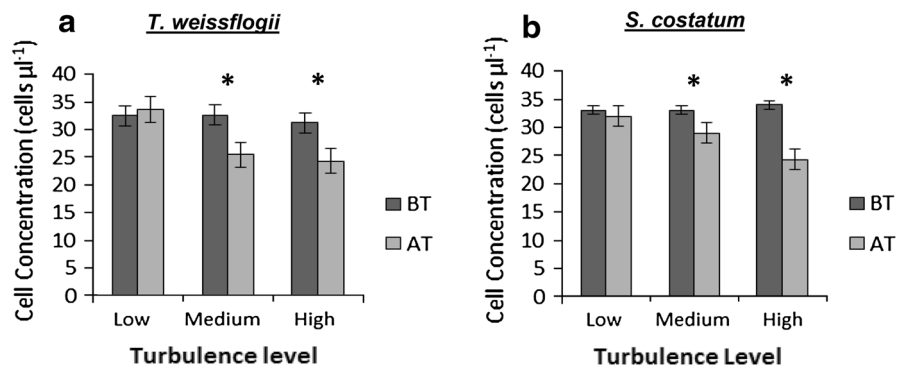 a
T. weissflogii
Cell Concentration (cells µl⁻¹)
40
35
30
25
20
15
10
5
0
*
*
BT
AT
Low
Medium
High
Turbulence level
b
S. costatum
Cell Concentration (cells µl⁻¹)
40
35
30
25
20
15
10
5
0
*
*
BT
AT
Low
Medium
High
Turbulence Level